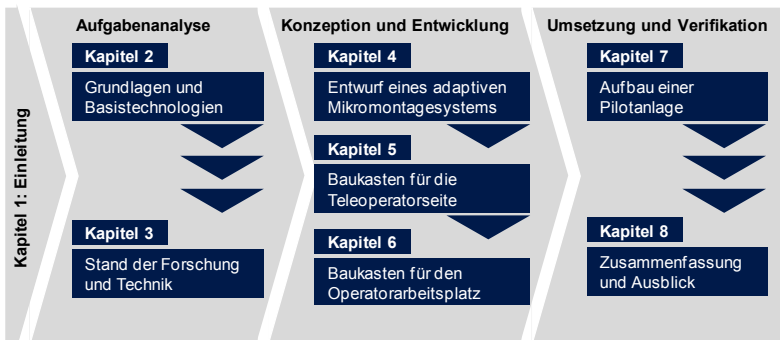 Kapitel 1: Einleitung
Aufgabenanalyse
Kapitel 2
Grundlagen und
Basistechnologien
Kapitel 3
Stand der Forschung
und Technik
Konzeption und Entwicklung
Kapitel 4
Entwurf eines adaptiven
Mikromontagesystems
Kapitel 5
Baukasten für die
Teleoperatorseite
Kapitel 6
Baukasten für den
Operatorarbeitsplatz
Umsetzung und Verifikation
Kapitel 7
Aufbau einer
Pilotanlage
Kapitel 8
Zusammenfassung
und Ausblick